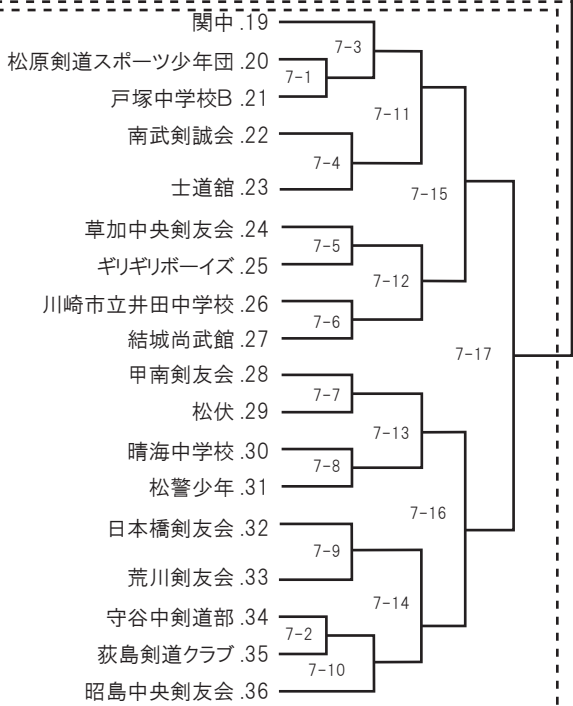 関中 .19
7-3
松原剣道スポーツ少年団 .20
7-1
戸塚中学校B .21
7-11
南武剣誠会 .22
7-4
士道舘 .23
7-15
草加中央剣友会 .24
7-5
ギリギリボーイズ .25
7-12
川崎市立井田中学校 .26
7-6
結城尚武館 .27
7-17
甲南剣友会 .28
7-7
松伏 .29
7-13
晴海中学校 .30
7-8
松警少年 .31
7-16
日本橋剣友会 .32
7-9
荒川剣友会 .33
7-14
守谷中剣道部 .34
7-2
荻島剣道クラブ .35
7-10
昭島中央剣友会 .36